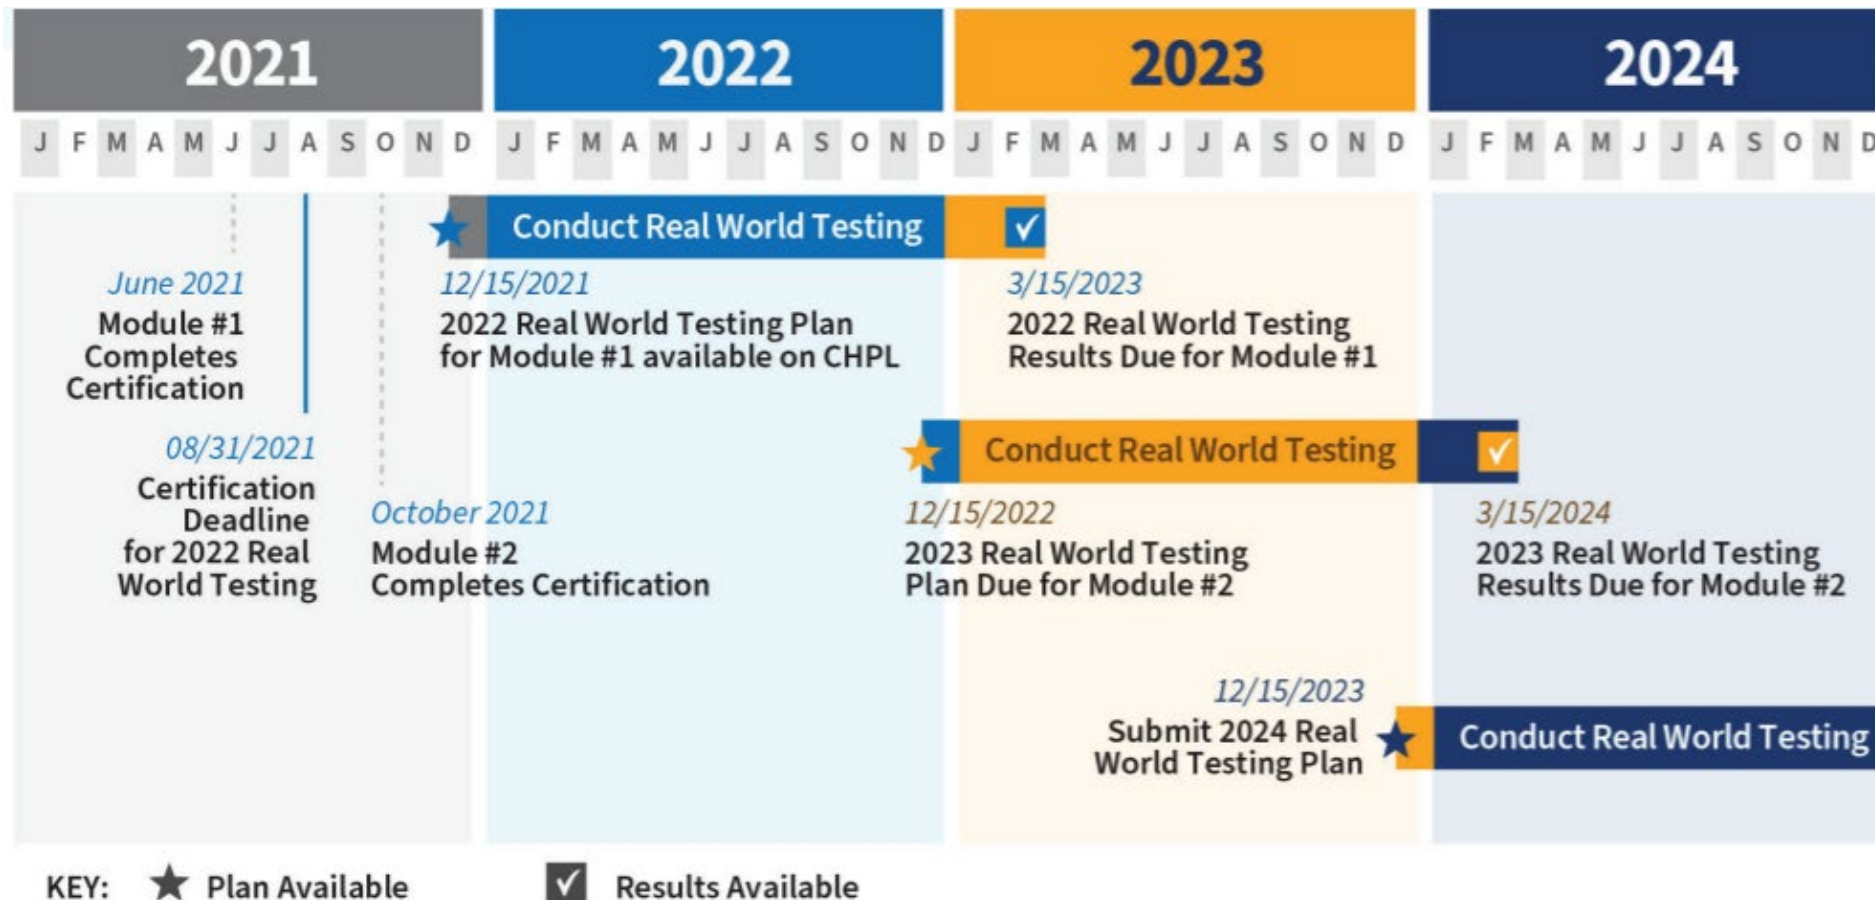 2021 2022 2023 2024
J F M A M J J A S O N D J F M A M J J A S O N D J F M A M J J A S O N D J F M A M J J A S O N D
Conduct Real World Testing
June 2021
Module #1
Completes
Certification
12/15/2021
2022 Real World Testing Plan
for Module #1 available on CHPL
3/15/2023
2022 Real World Testing
Results Due for Module #1
08/31/2021
Certification
Deadline
for 2022 Real
World Testing
October 2021
Module #2
Completes Certification
Conduct Real World Testing
12/15/2022
2023 Real World Testing
Plan Due for Module #2
3/15/2024
2023 Real World Testing
Results Due for Module #2
12/15/2023
Submit 2024 Real
World Testing Plan
Conduct Real World Testing
KEY: Plan Available Results Available